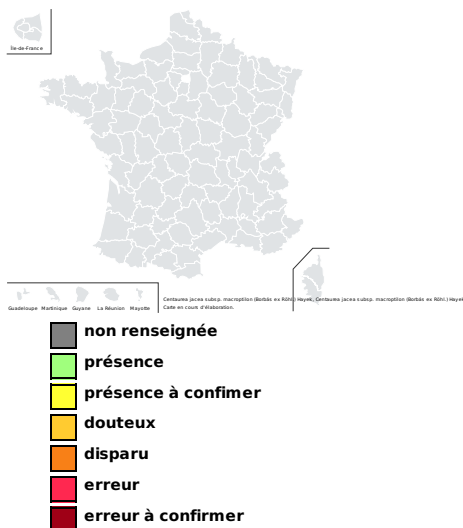 Île-de-France
Guadeloupe Martinique Guyane La Réunion Mayotte
Centaurea jacea subsp. macroptilon (Borbás ex Röhl.) Hayek, Centaurea jacea subsp. macroptilon (Borbás ex Röhl.) Hayek
Carte en cours d'élaboration.
non renseignée
présence
présence à confimer
douteux
disparu
erreur
erreur à confirmer